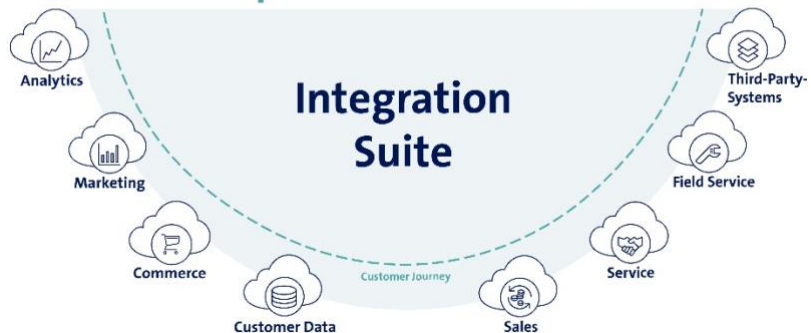 Integration
Suite
Analytics
Third-Party-
Systems
Marketing
Field Service
Commerce
Service
Customer Journey
Customer Data
Sales